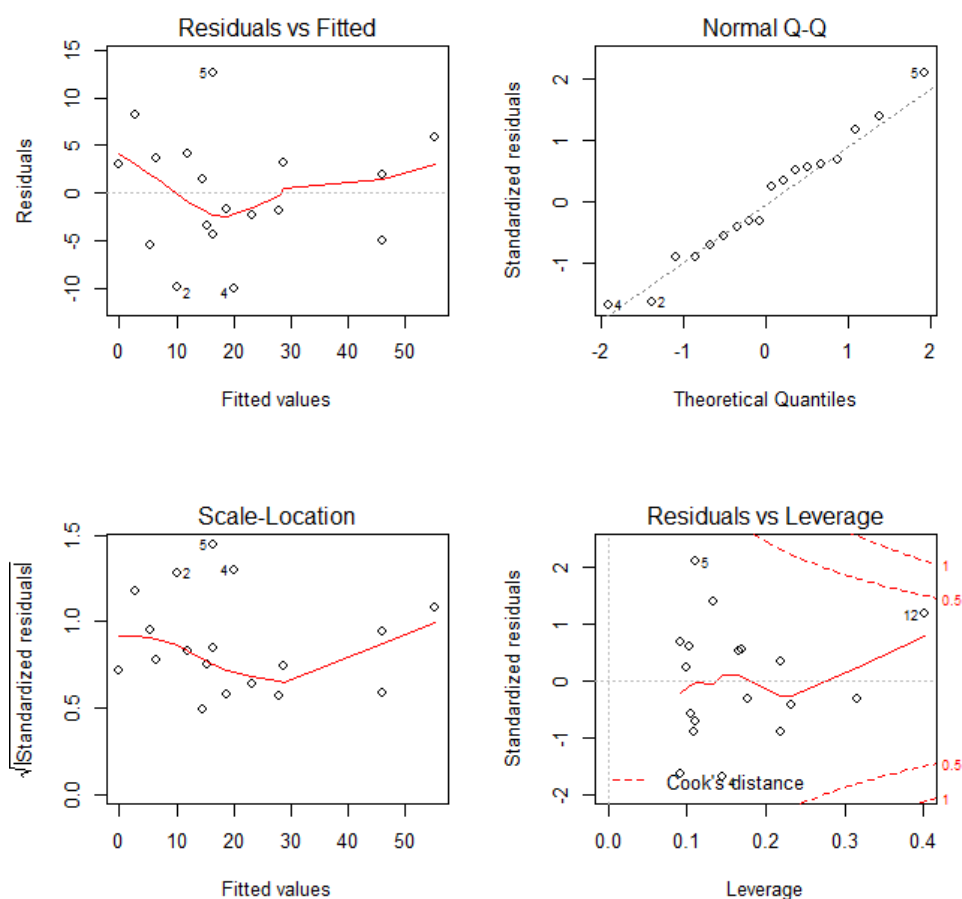 Residuals vs Fitted
Residuals
15
10
5
0
-5
-10
5
2
4
0 10 20 30 40 50
Fitted values
Normal Q-Q
Standardized residuals
2
1
0
-1
5
4
2
-2 -1 0 1 2
Theoretical Quantiles
Scale-Location
√|Standardized residuals|
1.5
1.0
0.5
0.0
5
4
2
0 10 20 30 40 50
Fitted values
Residuals vs Leverage
Standardized residuals
2
1
0
-1
-2
5
12
4
1
0.5
0.5
1
Cook's distance
0.0 0.1 0.2 0.3 0.4
Leverage